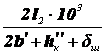 2I₂ · 10³
2b' + h''ₖ + δш